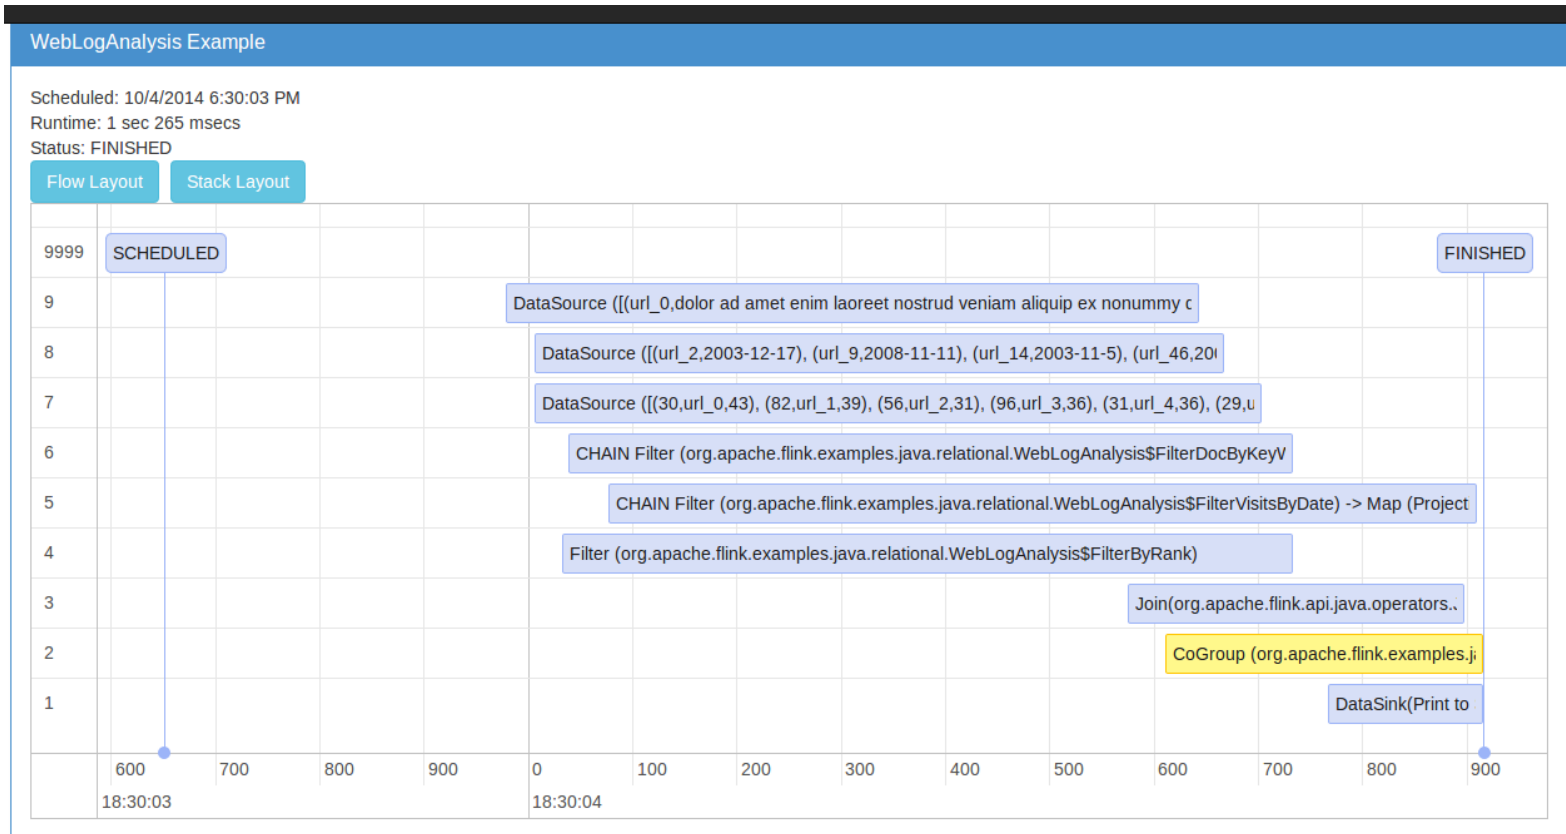 WebLogAnalysis Example
Scheduled: 10/4/2014 6:30:03 PM
Runtime: 1 sec 265 msecs
Status: FINISHED
Flow Layout Stack Layout
9999 SCHEDULED FINISHED
9 DataSource ([(url_0,dolor ad amet enim laoreet nostrud veniam aliquip ex nonummy
8 DataSource ([(url_2,2003-12-17), (url_9,2008-11-11), (url_14,2003-11-5), (url_46,20
7 DataSource ([(30,url_0,43), (82,url_1,39), (56,url_2,31), (96,url_3,36), (31,url_4,36), (29,u
6 CHAIN Filter (org.apache.flink.examples.java.relational.WebLogAnalysis$FilterDocByKeyW
5 CHAIN Filter (org.apache.flink.examples.java.relational.WebLogAnalysis$FilterVisitsByDate) -> Map (Project
4 Filter (org.apache.flink.examples.java.relational.WebLogAnalysis$FilterByRank)
3 Join(org.apache.flink.api.java.operators.
2 CoGroup (org.apache.flink.examples.j
1 DataSink(Print to
600 700 800 900 0 100 200 300 400 500 600 700 800 900
18:30:03 18:30:04